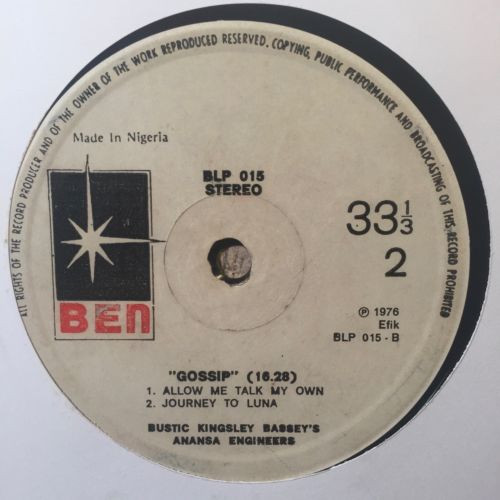 ALL RIGHTS OF THE RECORD PRODUCER AND OF THE OWNER OF THE WORK REPRODUCED RESERVED. COPYING, PUBLIC PERFORMANCE AND BROADCASTING OF THIS RECORD PROHIBITED
Made In Nigeria
BLP 015
STEREO
33⅓
2
BEN
℗ 1976
Efik
BLP 015 - B
"GOSSIP" (16.28)
1. ALLOW ME TALK MY OWN
2. JOURNEY TO LUNA
BUSTIC KINGSLEY BASSEY'S
ANANSA ENGINEERS